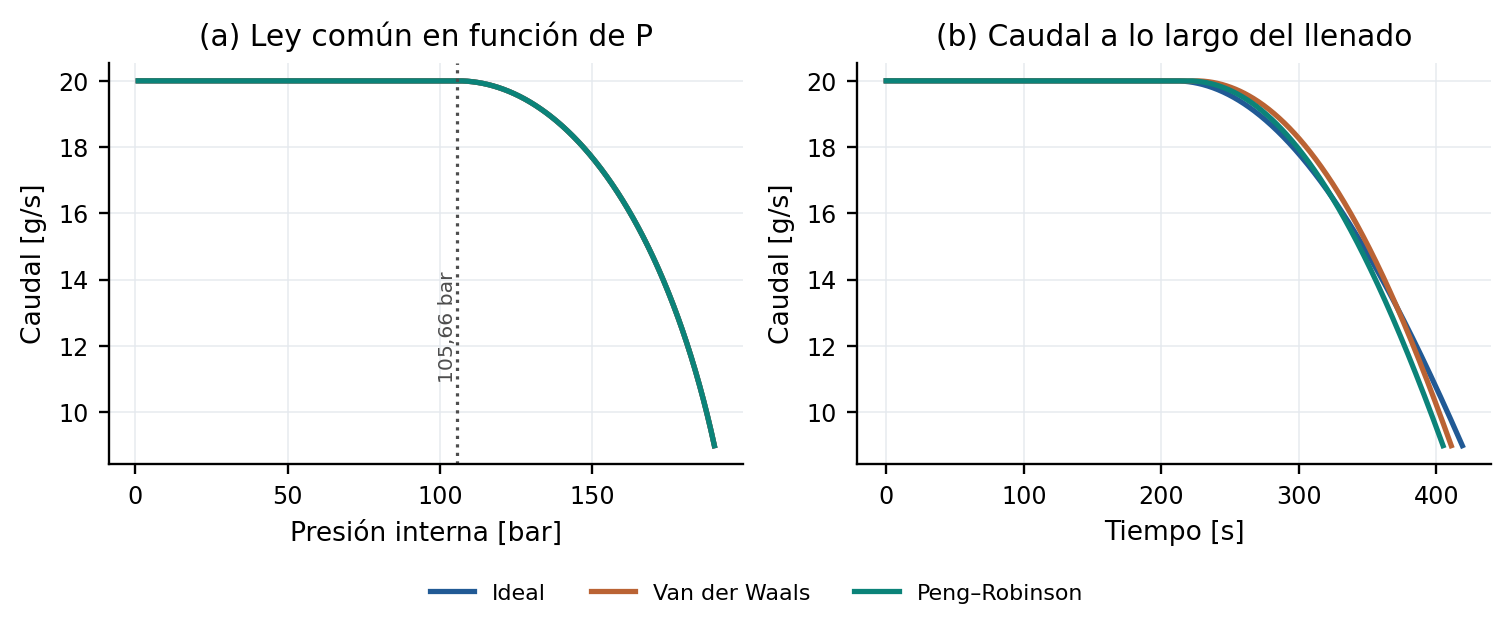 (a) Ley común en función de P
20
18
16
14
12
10
Caudal [g/s]
105,66 bar
0 50 100 150
Presión interna [bar]
(b) Caudal a lo largo del llenado
20
18
16
14
12
10
Caudal [g/s]
0 100 200 300 400
Tiempo [s]
Ideal Van der Waals Peng–Robinson